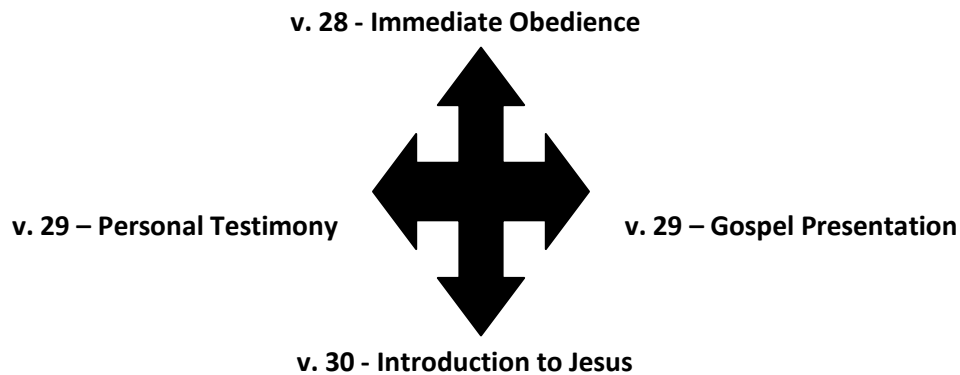 v. 28 - Immediate Obedience
v. 29 – Personal Testimony
v. 29 – Gospel Presentation
v. 30 - Introduction to Jesus